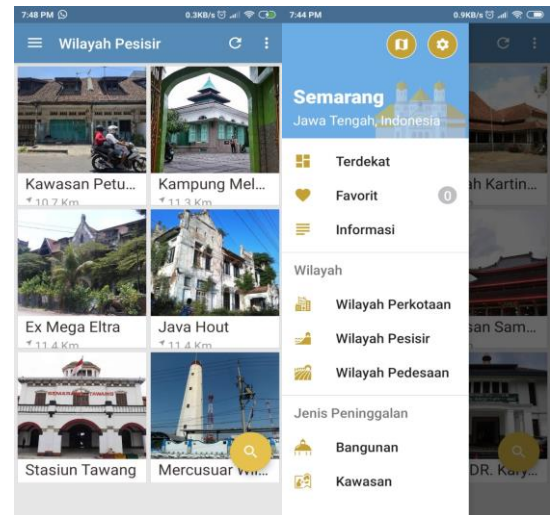 7:48 PM
0.3KB/s
Wilayah Pesisir
Kawasan Petu...
Kampung Mel...
10.7 Km
11.3 Km
Ex Mega Eltra
Java Hout
11.4 Km
11.4 Km
Stasiun Tawang
Mercusuar Wil...
7:44 PM
0.9KB/s
Semarang
Jawa Tengah, Indonesia
Terdekat
Favorit
0
Informasi
Wilayah
Wilayah Perkotaan
Wilayah Pesisir
Wilayah Pedesaan
Jenis Peninggalan
Bangunan
Kawasan
ah Kartin...
san Sam...
DR. Kary...